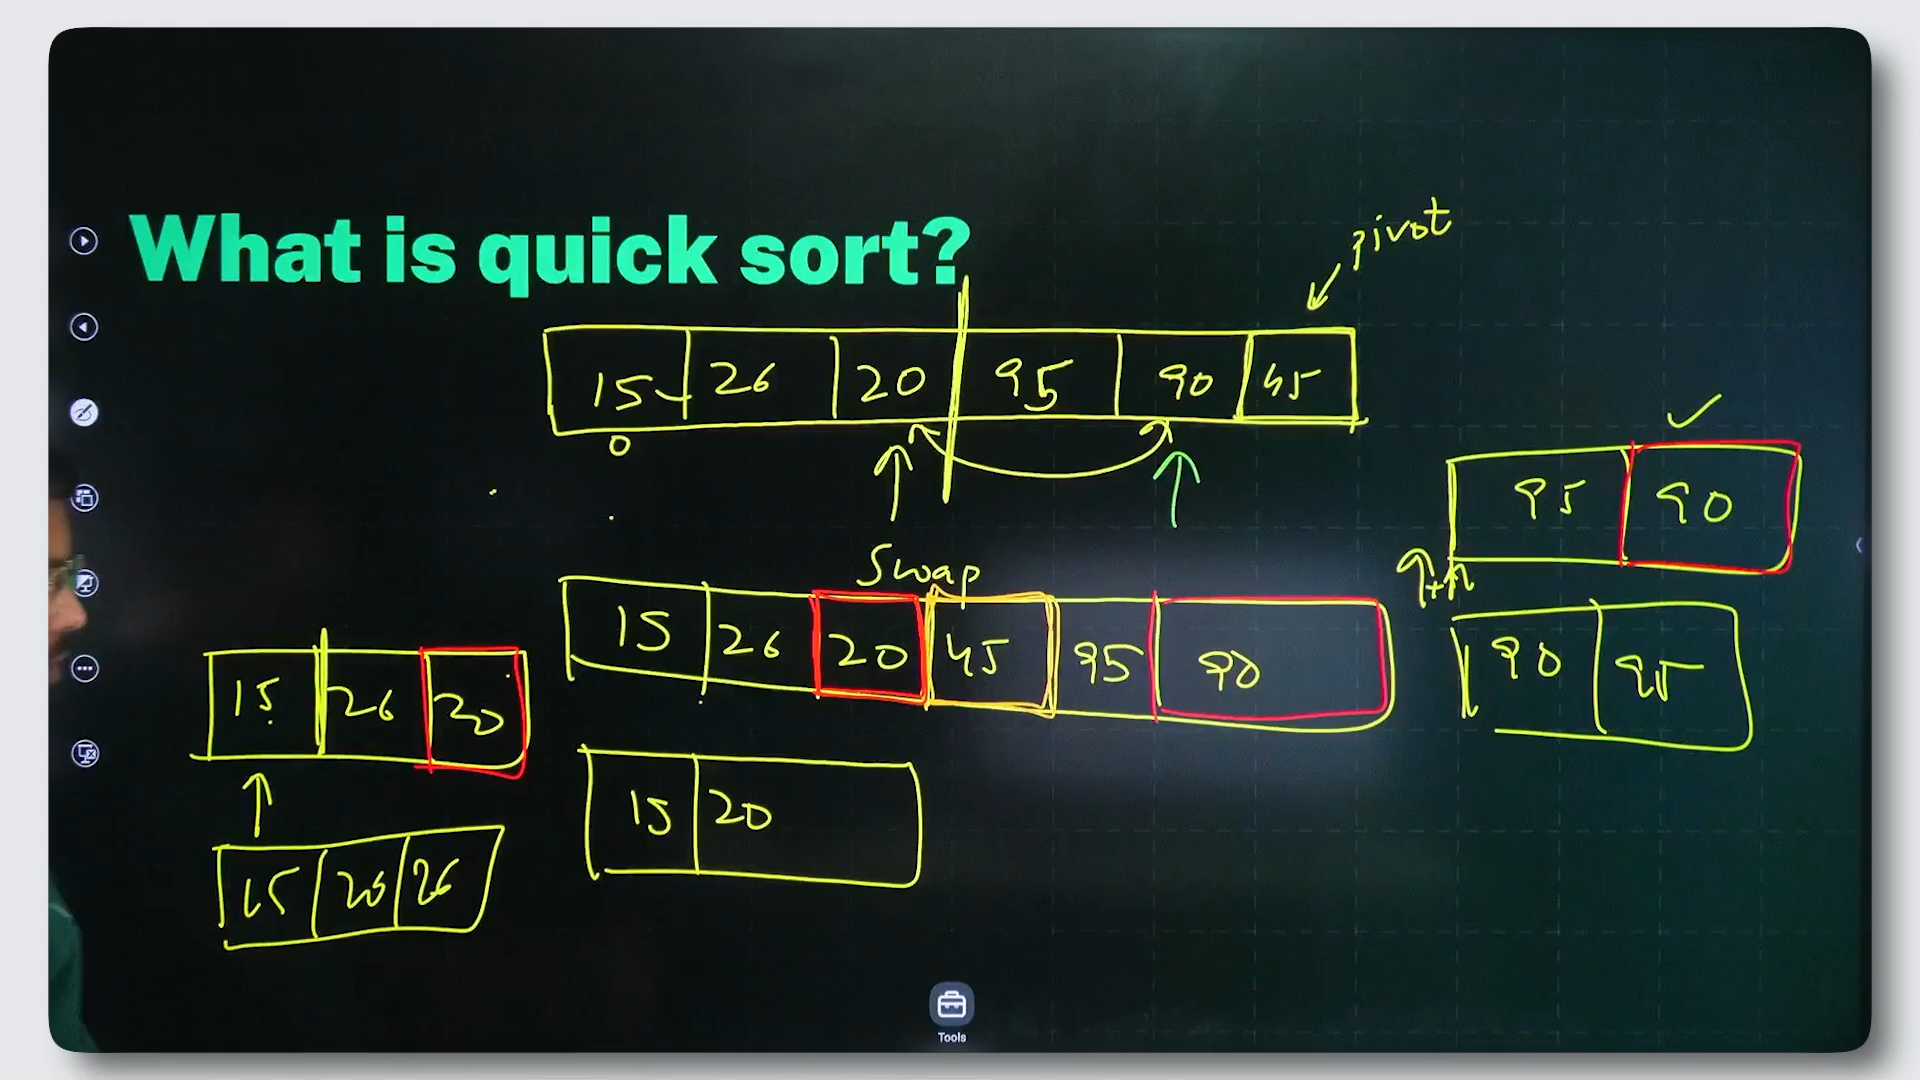 What is quick sort?
pivot
15 26 20 95 90 45
0
95 90
Swap
15 26 20 45 95 90
90 95
15 26 20
15 20
15 20 26
Tools